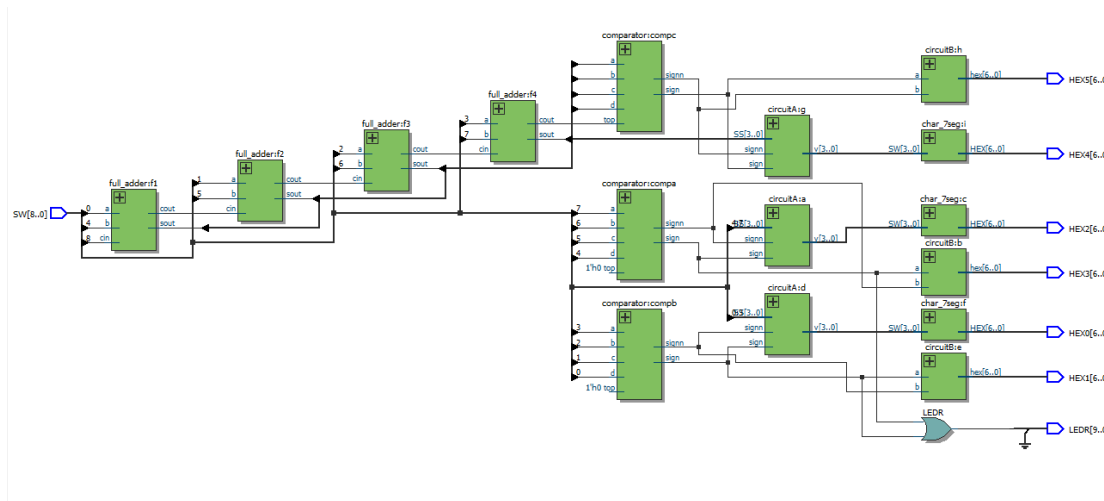 comparator:compc
a
b
c
d
top
signn
sign
circuitB:h
a
b
hex[6..0]
HEX5[6..0
full_adder:f4
3 a
7 b
cin
cout
sout
circuitA:g
SS[3..0]
signn
sign
v[3..0]
char_7seg:i
SW[3..0]
HEX[6..0]
HEX4[6..0
full_adder:f3
2 a
6 b
cin
cout
sout
full_adder:f2
1 a
5 b
cin
cout
sout
full_adder:f1
SW[8..0]
0 a
4 b
8 cin
cout
sout
comparator:compa
7 a
6 b
5 c
4 d
1'h0 top
signn
sign
circuitA:a
signn
sign
v[3..0]
char_7seg:c
SW[3..0]
HEX[6..0]
HEX2[6..0
circuitB:b
a
b
hex[6..0]
HEX3[6..0
comparator:compb
3 a
2 b
1 c
0 d
1'h0 top
signn
sign
circuitA:d
signn
sign
v[3..0]
char_7seg:f
SW[3..0]
HEX[6..0]
HEX0[6..0
circuitB:e
a
b
hex[6..0]
HEX1[6..0
LEDR
LEDR[9..0